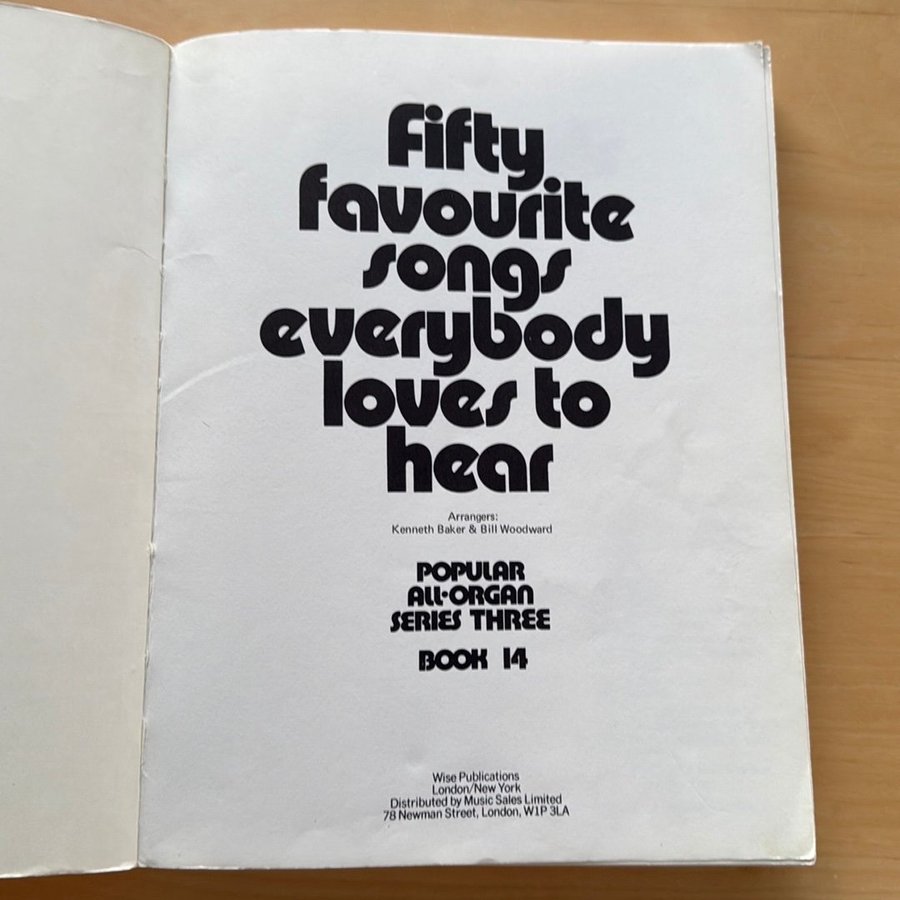 Fifty
favourite
songs
everybody
loves to
hear
Arrangers:
Kenneth Baker & Bill Woodward
POPULAR
ALL-ORGAN
SERIES THREE
BOOK 14
Wise Publications
London/New York
Distributed by Music Sales Limited
78 Newman Street, London, W1P 3LA